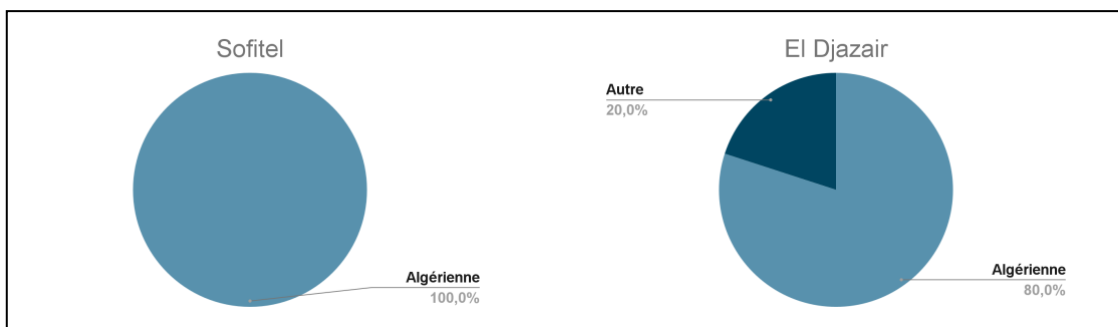 Sofitel
Algérienne
100,0%
El Djazair
Autre
20,0%
Algérienne
80,0%